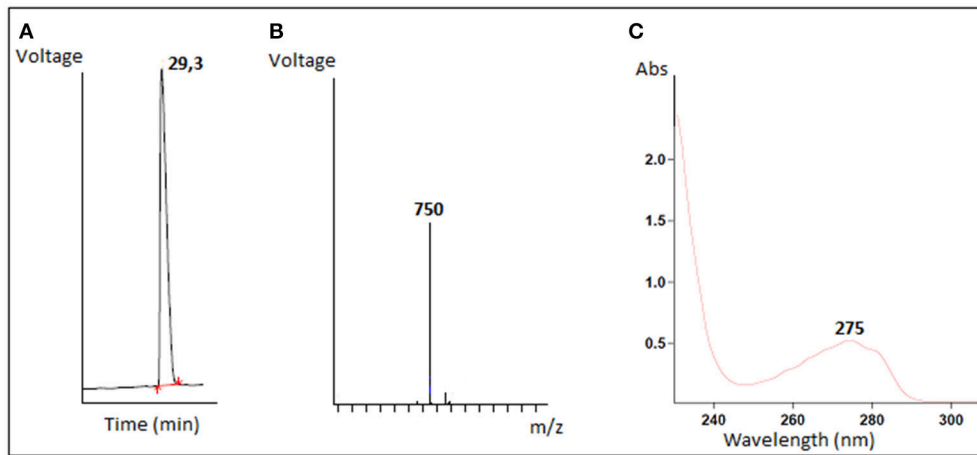 A
Voltage
29,3
Time (min)
B
Voltage
750
m/z
C
Abs
2.0
1.5
1.0
0.5
275
240
260
280
300
Wavelength (nm)